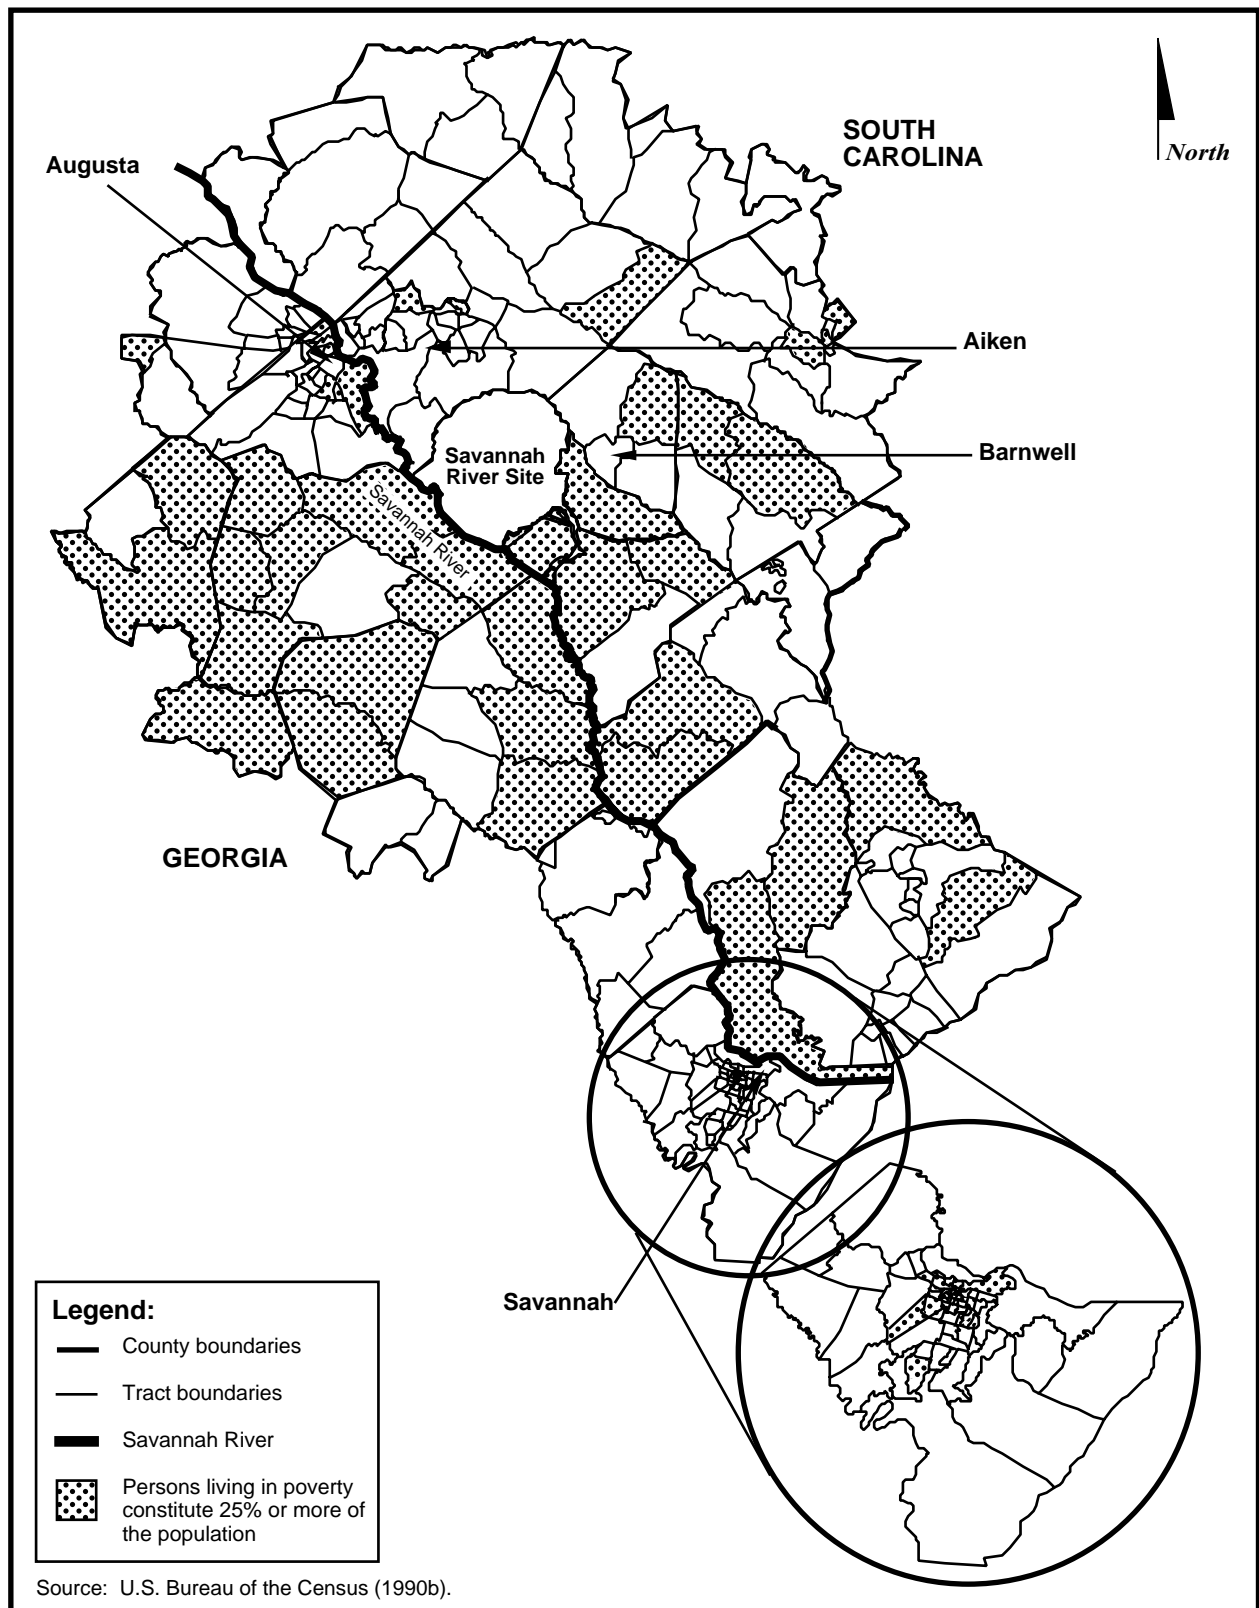 SOUTH
CAROLINA
North
Augusta
Aiken
Savannah
River Site
Barnwell
Savannah River
GEORGIA
Savannah
Legend:
County boundaries
Tract boundaries
Savannah River
Persons living in poverty
constitute 25% or more of
the population
Source: U.S. Bureau of the Census (1990b).